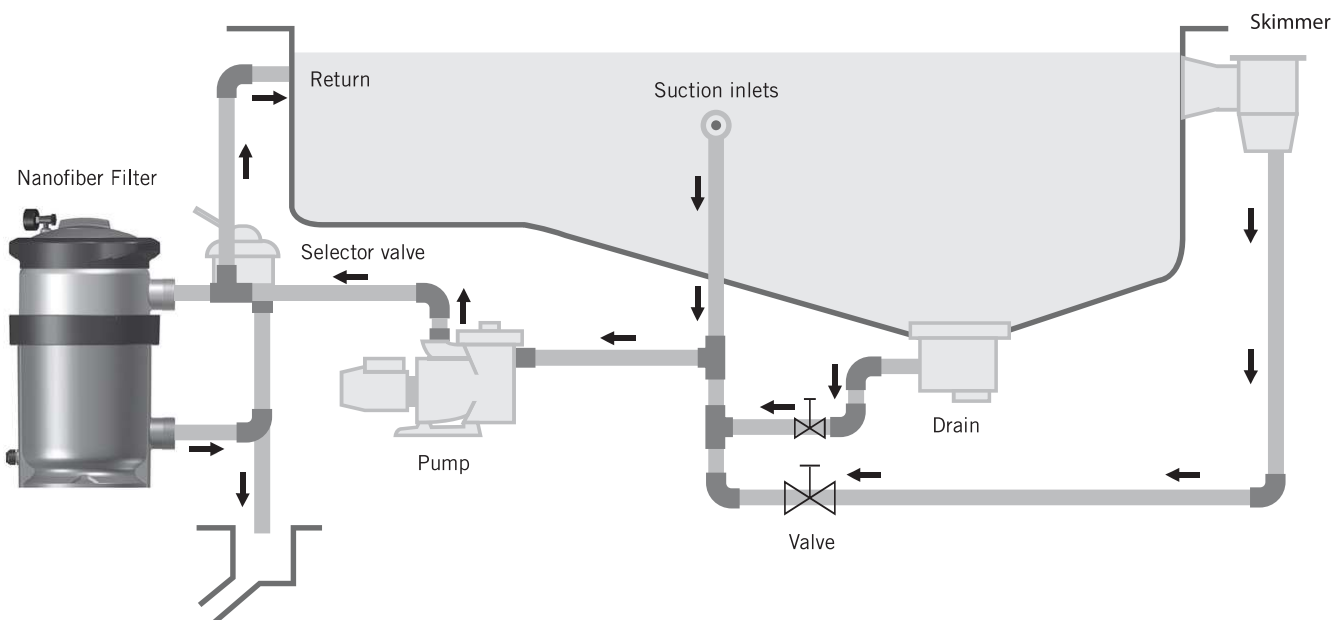 Skimmer
Return
Suction inlets
Nanofiber Filter
Selector valve
Drain
Pump
Valve